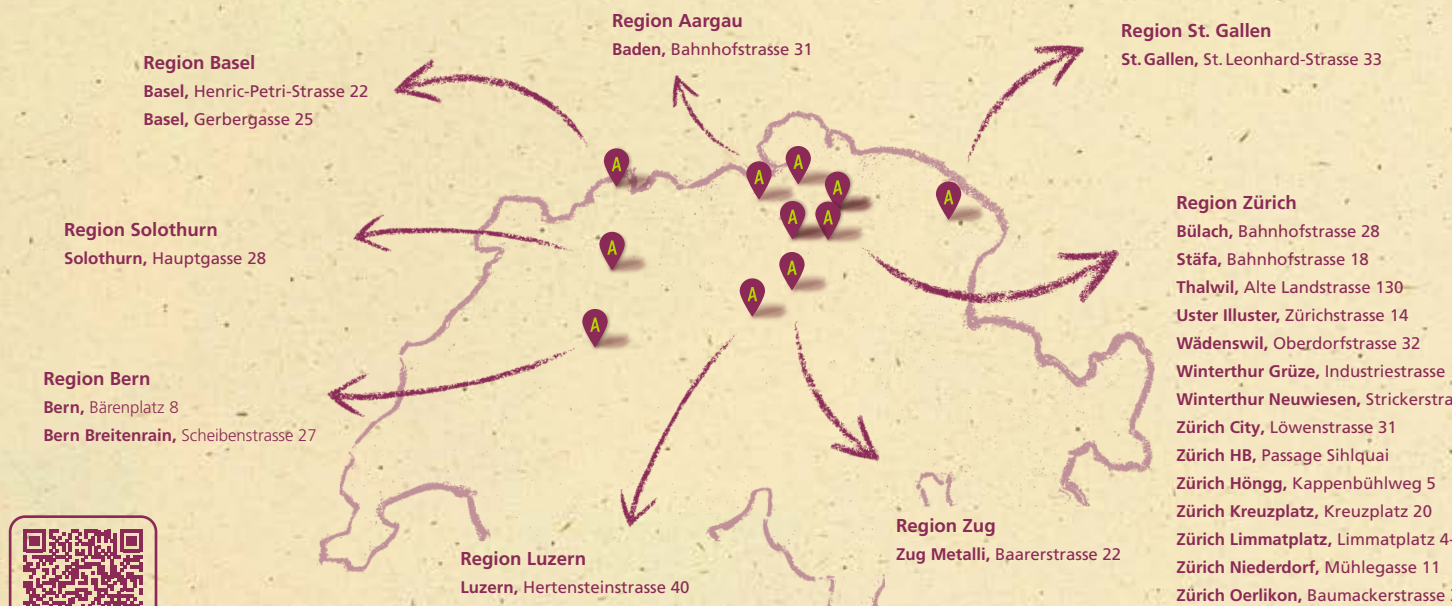 Region Aargau
Baden, Bahnhofstrasse 31
Region St. Gallen
St. Gallen, St. Leonhard-Strasse 33
Region Basel
Basel, Henric-Petri-Strasse 22
Basel, Gerbergasse 25
A
A
A
A
A
A
A
A
A
A
A
Region Solothurn
Solothurn, Hauptgasse 28
Region Zürich
Bülach, Bahnhofstrasse 28
Stäfa, Bahnhofstrasse 18
Thalwil, Alte Landstrasse 130
Uster Illuster, Zürichstrasse 14
Wädenswil, Oberdorfstrasse 32
Winterthur Grüze, Industriestrasse
Winterthur Neuwiesen,
Zürich City, Löwenstrasse 31
Zürich HB, Passage Sihlquai
Zürich Höngg, Kappenbühlweg 5
Zürich Kreuzplatz, Kreuzplatz 20
Zürich Limmatplatz, Limmatplatz 4-
Zürich Niederdorf, Mühlegasse 11
Zürich Oerlikon, Baumackerstrasse
Region Bern
Bern, Bärenplatz 8
Bern Breitenrain, Scheibenstrasse 27
Region Luzern
Luzern, Hertensteinstrasse 40
Region Zug
Zug Metalli, Baarerstrasse 22